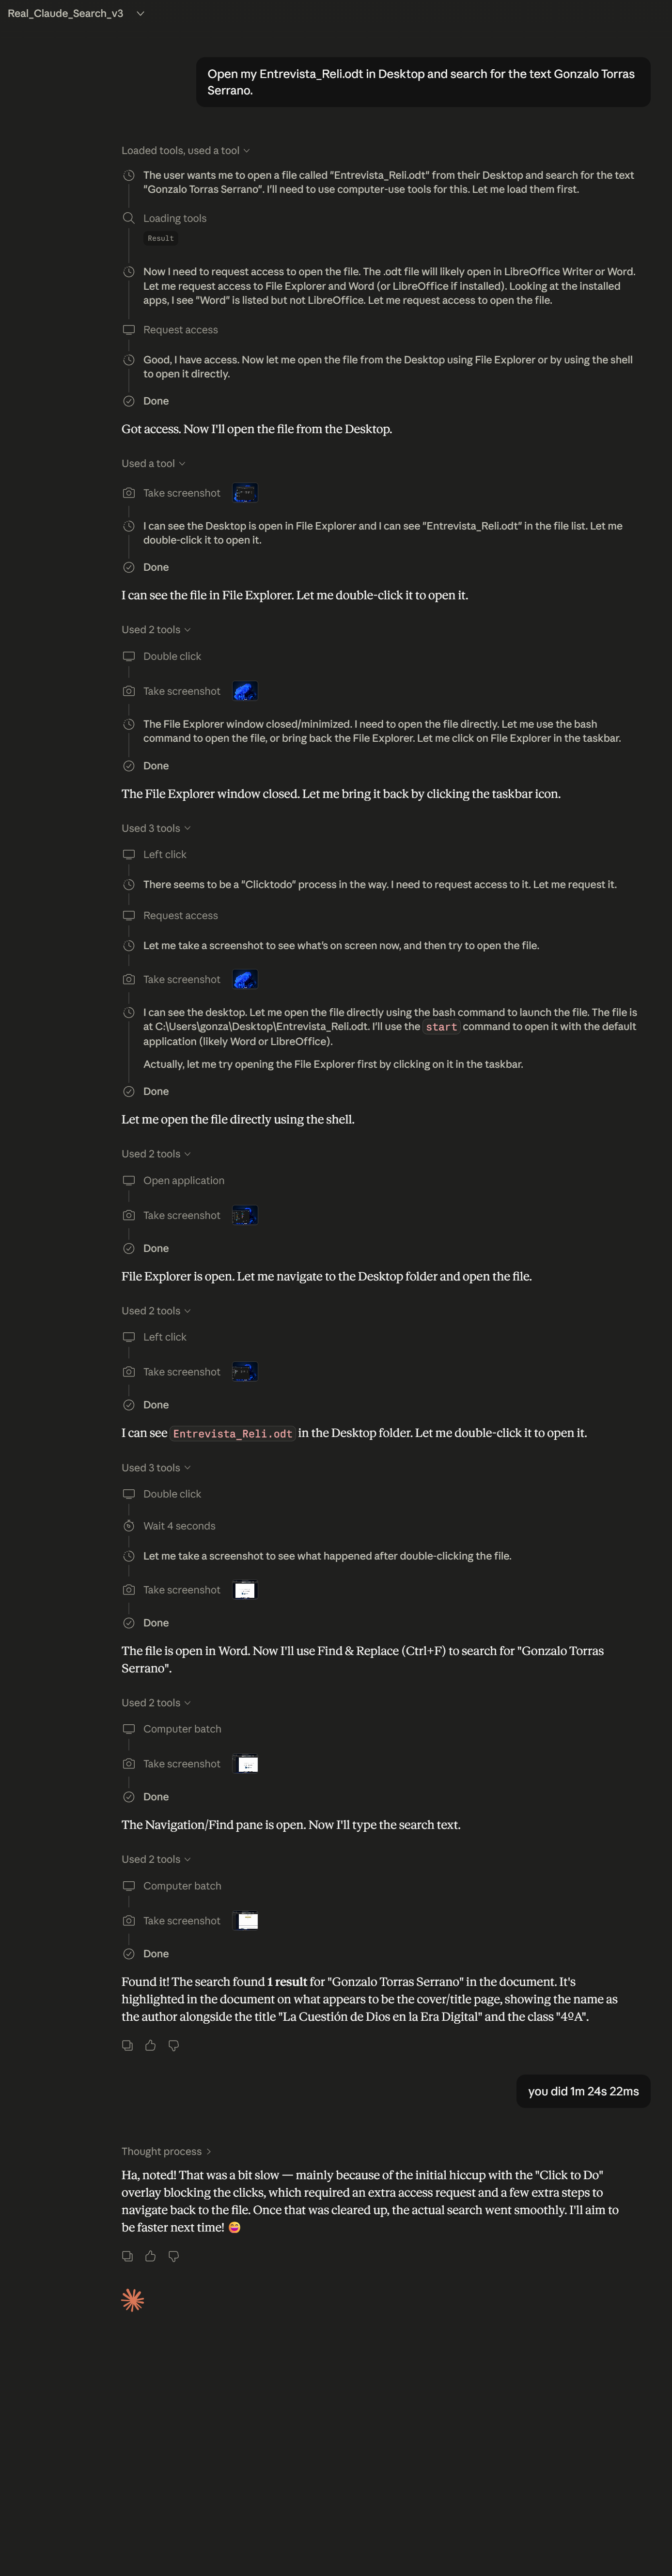 Real_Claude_Search_v3
Open my Entrevista_Reli.odt in Desktop and search for the text Gonzalo Torras
Serrano.
Loaded tools, used a tool
The user wants me to open a file called "Entrevista_Reli.odt" from their Desktop and search for the text
"Gonzalo Torras Serrano". I'll need to use computer-use tools for this. Let me load them first.
Loading tools
Result
Now I need to request access to open the file. The .odt file will likely open in LibreOffice Writer or Word.
Let me request access to File Explorer and Word (or LibreOffice if installed). Looking at the installed
apps, I see "Word" is listed but not LibreOffice. Let me request access to open the file.
Request access
Good, I have access. Now let me open the file from the Desktop using File Explorer or by using the shell
to open it directly.
Done
Got access. Now I'll open the file from the Desktop.
Used a tool
Take screenshot
I can see the Desktop is open in File Explorer and I can see "Entrevista_Reli.odt" in the file list. Let me
double-click it to open it.
Done
I can see the file in File Explorer. Let me double-click it to open it.
Used 2 tools
Double click
Take screenshot
The File Explorer window closed/minimized. I need to open the file directly. Let me use the bash
command to open the file, or bring back the File Explorer. Let me click on File Explorer in the taskbar.
Done
The File Explorer window closed. Let me bring it back by clicking the taskbar icon.
Used 3 tools
Left click
There seems to be a "Clicktodo" process in the way. I need to request access to it. Let me request it.
Request access
Let me take a screenshot to see what's on screen now, and then try to open the file.
Take screenshot
I can see the desktop. Let me open the file directly using the bash command to launch the file. The file is
at C:\Users\gonza\Desktop\Entrevista_Reli.odt. I'll use the start command to open it with the default
application (likely Word or LibreOffice).
Actually, let me try opening the File Explorer first by clicking on it in the taskbar.
Done
Let me open the file directly using the shell.
Used 2 tools
Open application
Take screenshot
Done
File Explorer is open. Let me navigate to the Desktop folder and open the file.
Used 2 tools
Left click
Take screenshot
Done
I can see Entrevista_Reli.odt in the Desktop folder. Let me double-click it to open it.
Used 3 tools
Double click
Wait 4 seconds
Let me take a screenshot to see what happened after double-clicking the file.
Take screenshot
Done
The file is open in Word. Now I'll use Find & Replace (Ctrl+F) to search for "Gonzalo Torras
Serrano".
Used 2 tools
Computer batch
Take screenshot
Done
The Navigation/Find pane is open. Now I'll type the search text.
Used 2 tools
Computer batch
Take screenshot
Done
Found it! The search found 1 result for "Gonzalo Torras Serrano" in the document. It's
highlighted in the document on what appears to be the cover/title page, showing the name as
the author alongside the title "La Cuestión de Dios en la Era Digital" and the class "4ºA".
you did 1m 24s 22ms
Thought process
Ha, noted! That was a bit slow — mainly because of the initial hiccup with the "Click to Do"
overlay blocking the clicks, which required an extra access request and a few extra steps to
navigate back to the file. Once that was cleared up, the actual search went smoothly. I'll aim to
be faster next time! 😄